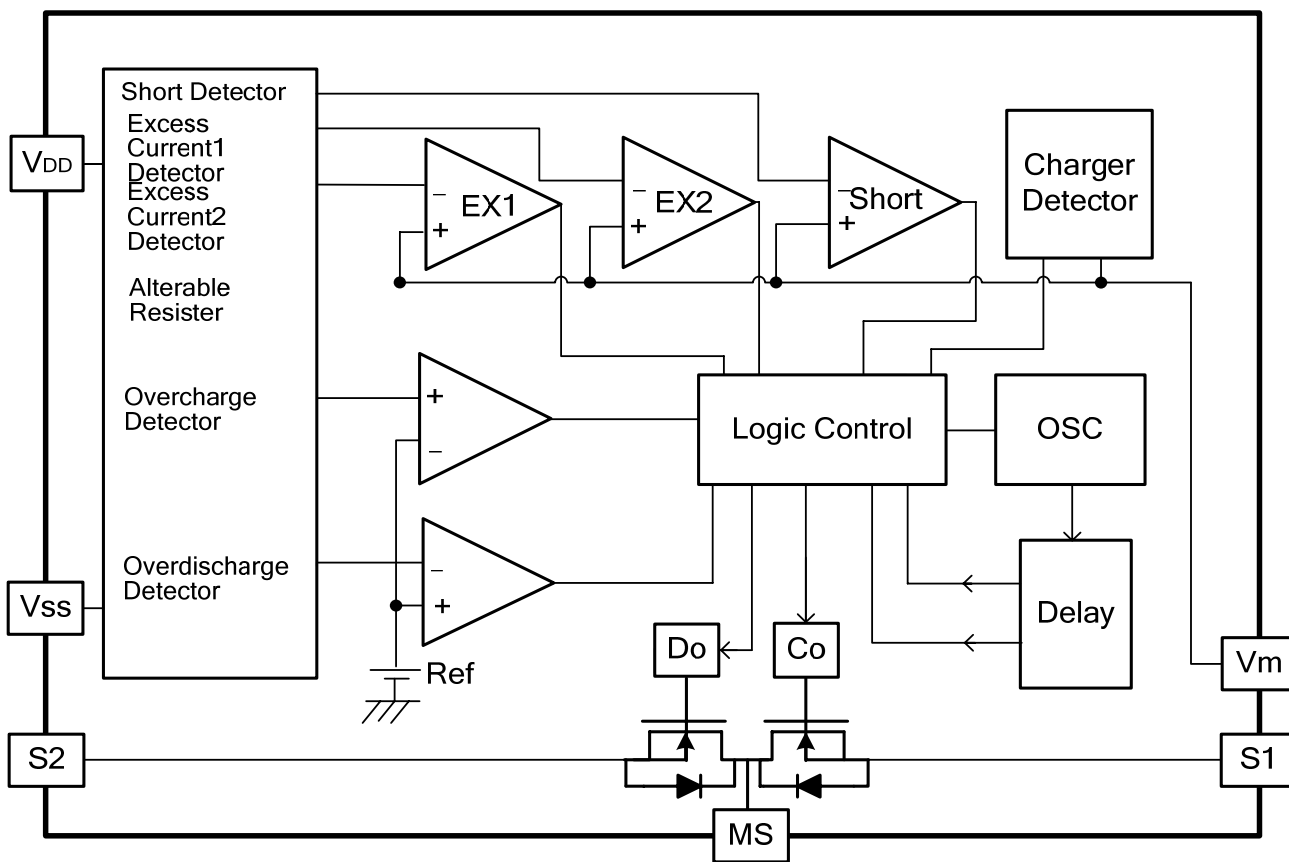 Short Detector
Excess
Current1
Detector
Excess
Current2
Detector
Alterable
Resister
Overcharge
Detector
Overdischarge
Detector
VDD
Vss
S2
− EX1 +
− EX2 +
− Short +
Charger
Detector
+
−
−
+
Ref
Logic Control
OSC
Delay
Do
Co
Vm
S1
MS